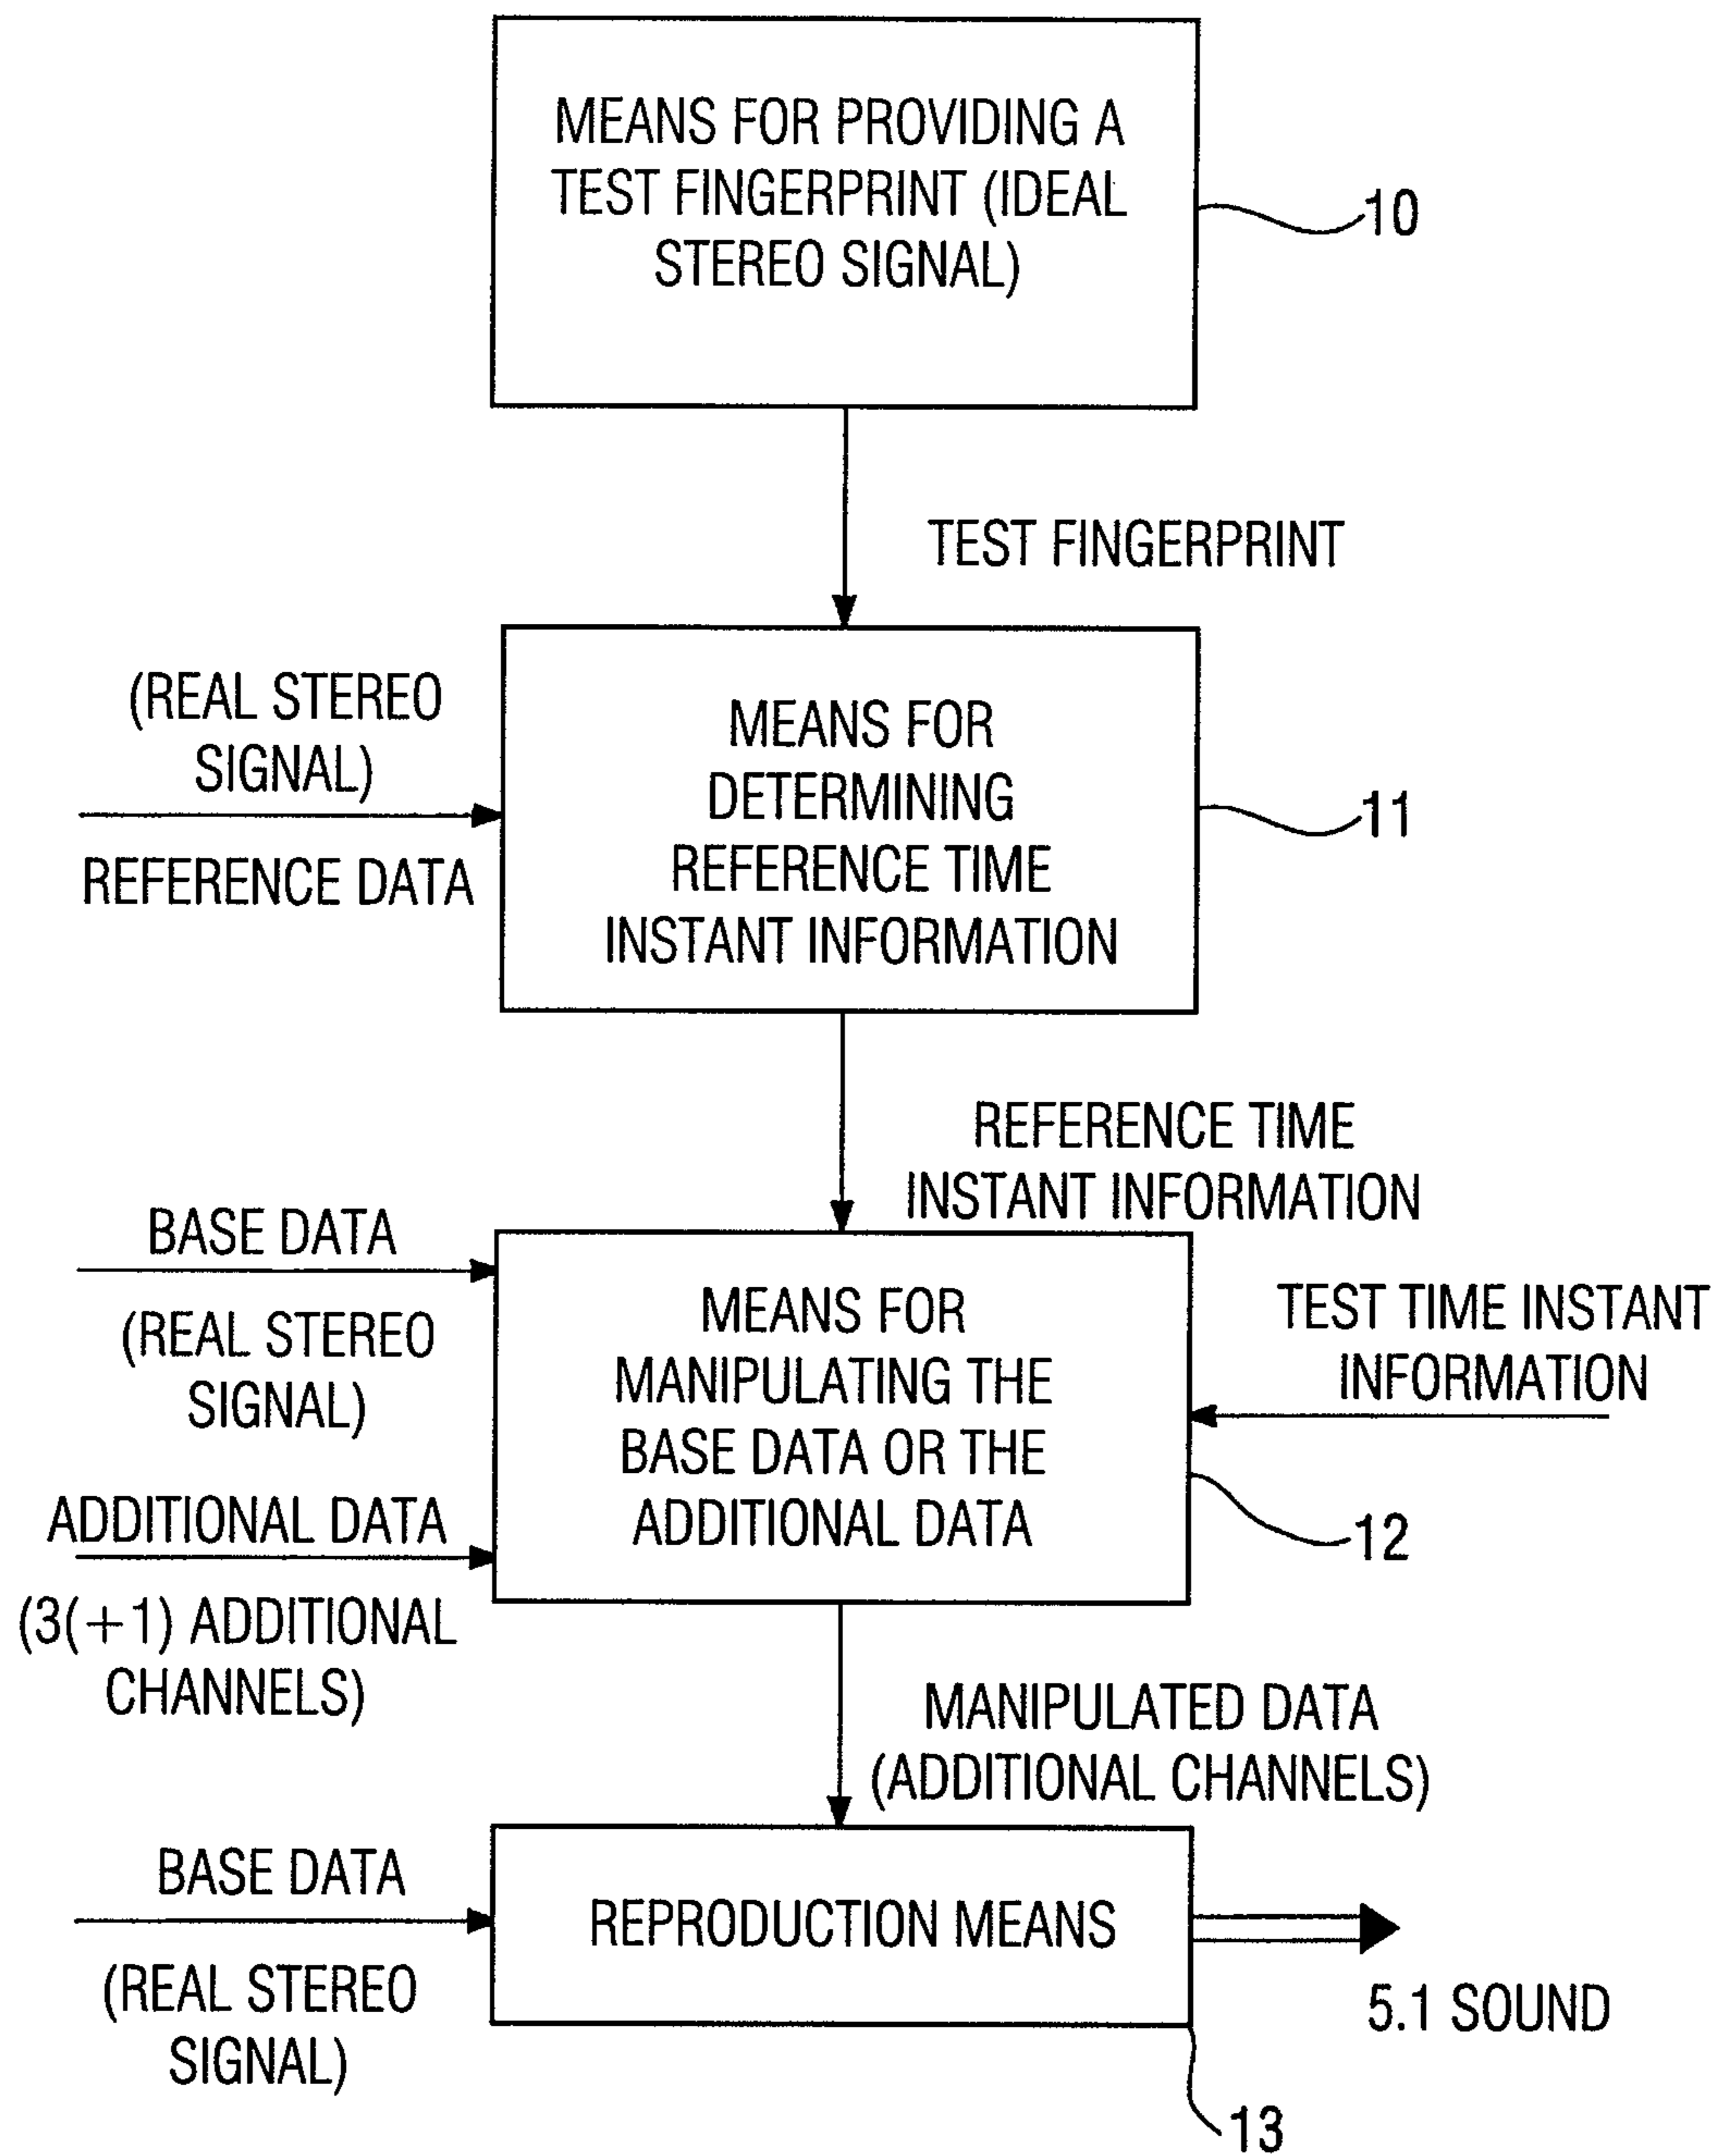 MEANS FOR PROVIDING A
TEST FINGERPRINT (IDEAL
STEREO SIGNAL)
10
TEST FINGERPRINT
(REAL STEREO
SIGNAL)
REFERENCE DATA
MEANS FOR
DETERMINING
REFERENCE TIME
INSTANT INFORMATION
11
REFERENCE TIME
INSTANT INFORMATION
BASE DATA
(REAL STEREO
SIGNAL)
ADDITIONAL DATA
(3(+1) ADDITIONAL
CHANNELS)
MEANS FOR
MANIPULATING THE
BASE DATA OR THE
ADDITIONAL DATA
TEST TIME INSTANT
INFORMATION
12
MANIPULATED DATA
(ADDITIONAL CHANNELS)
BASE DATA
(REAL STEREO
SIGNAL)
REPRODUCTION MEANS
5.1 SOUND
13